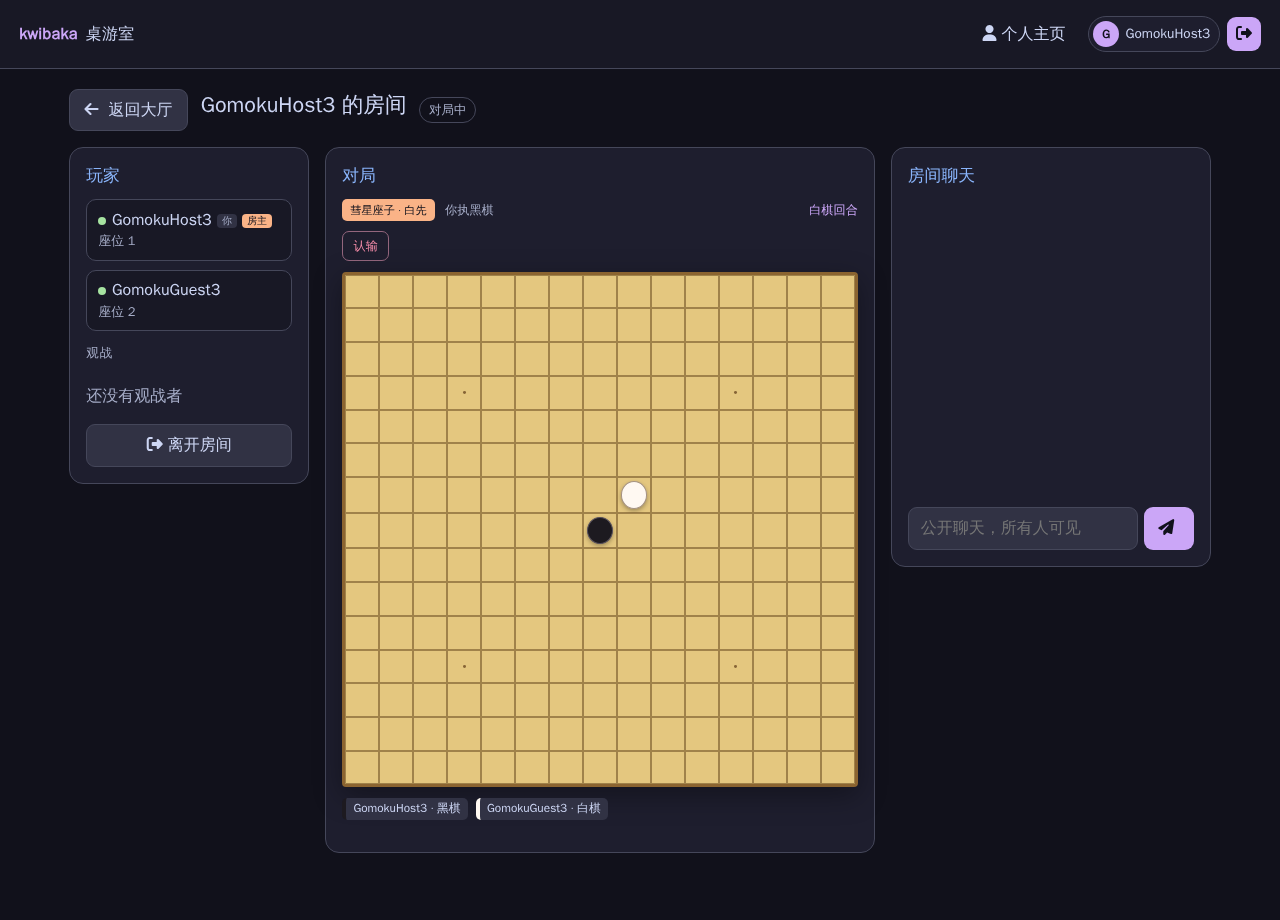 kwibaka 桌游室
个人主页
G GomokuHost3
返回大厅
GomokuHost3 的房间
对局中
玩家
GomokuHost3 你 房主
座位 1
GomokuGuest3
座位 2
观战
还没有观战者
离开房间
对局
彗星座子 · 白先 你执黑棋
白棋回合
认输
GomokuHost3 · 黑棋
GomokuGuest3 · 白棋
房间聊天
公开聊天，所有人可见